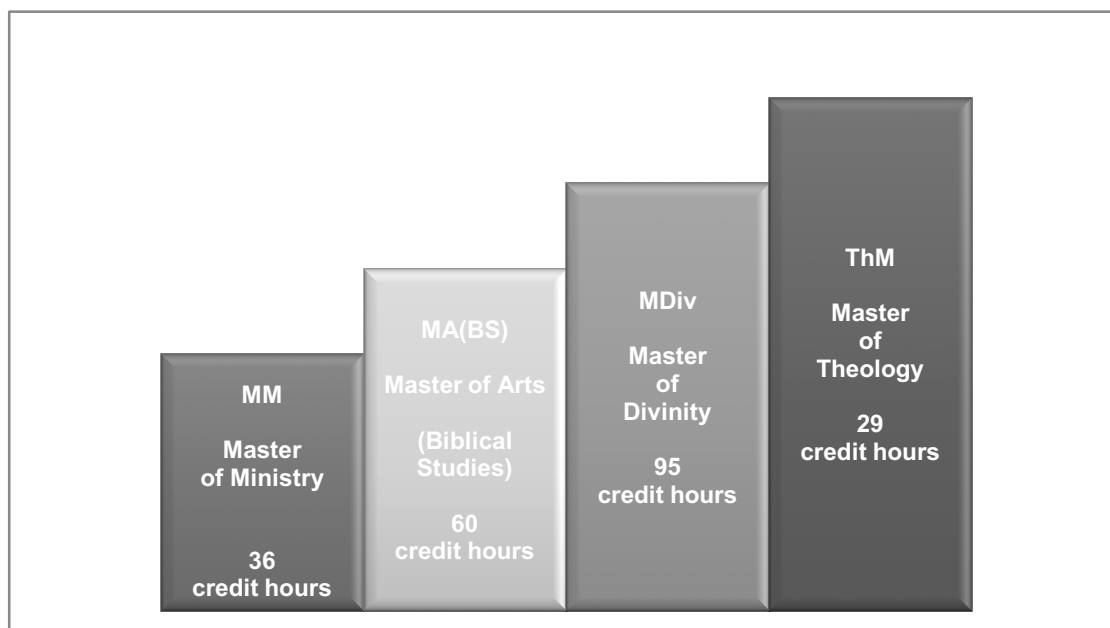 MM
Master
of Ministry
36
credit hours
MA(BS)
Master of Arts
(Biblical
Studies)
60
credit hours
MDiv
Master
of
Divinity
95
credit hours
ThM
Master
of
Theology
29
credit hours